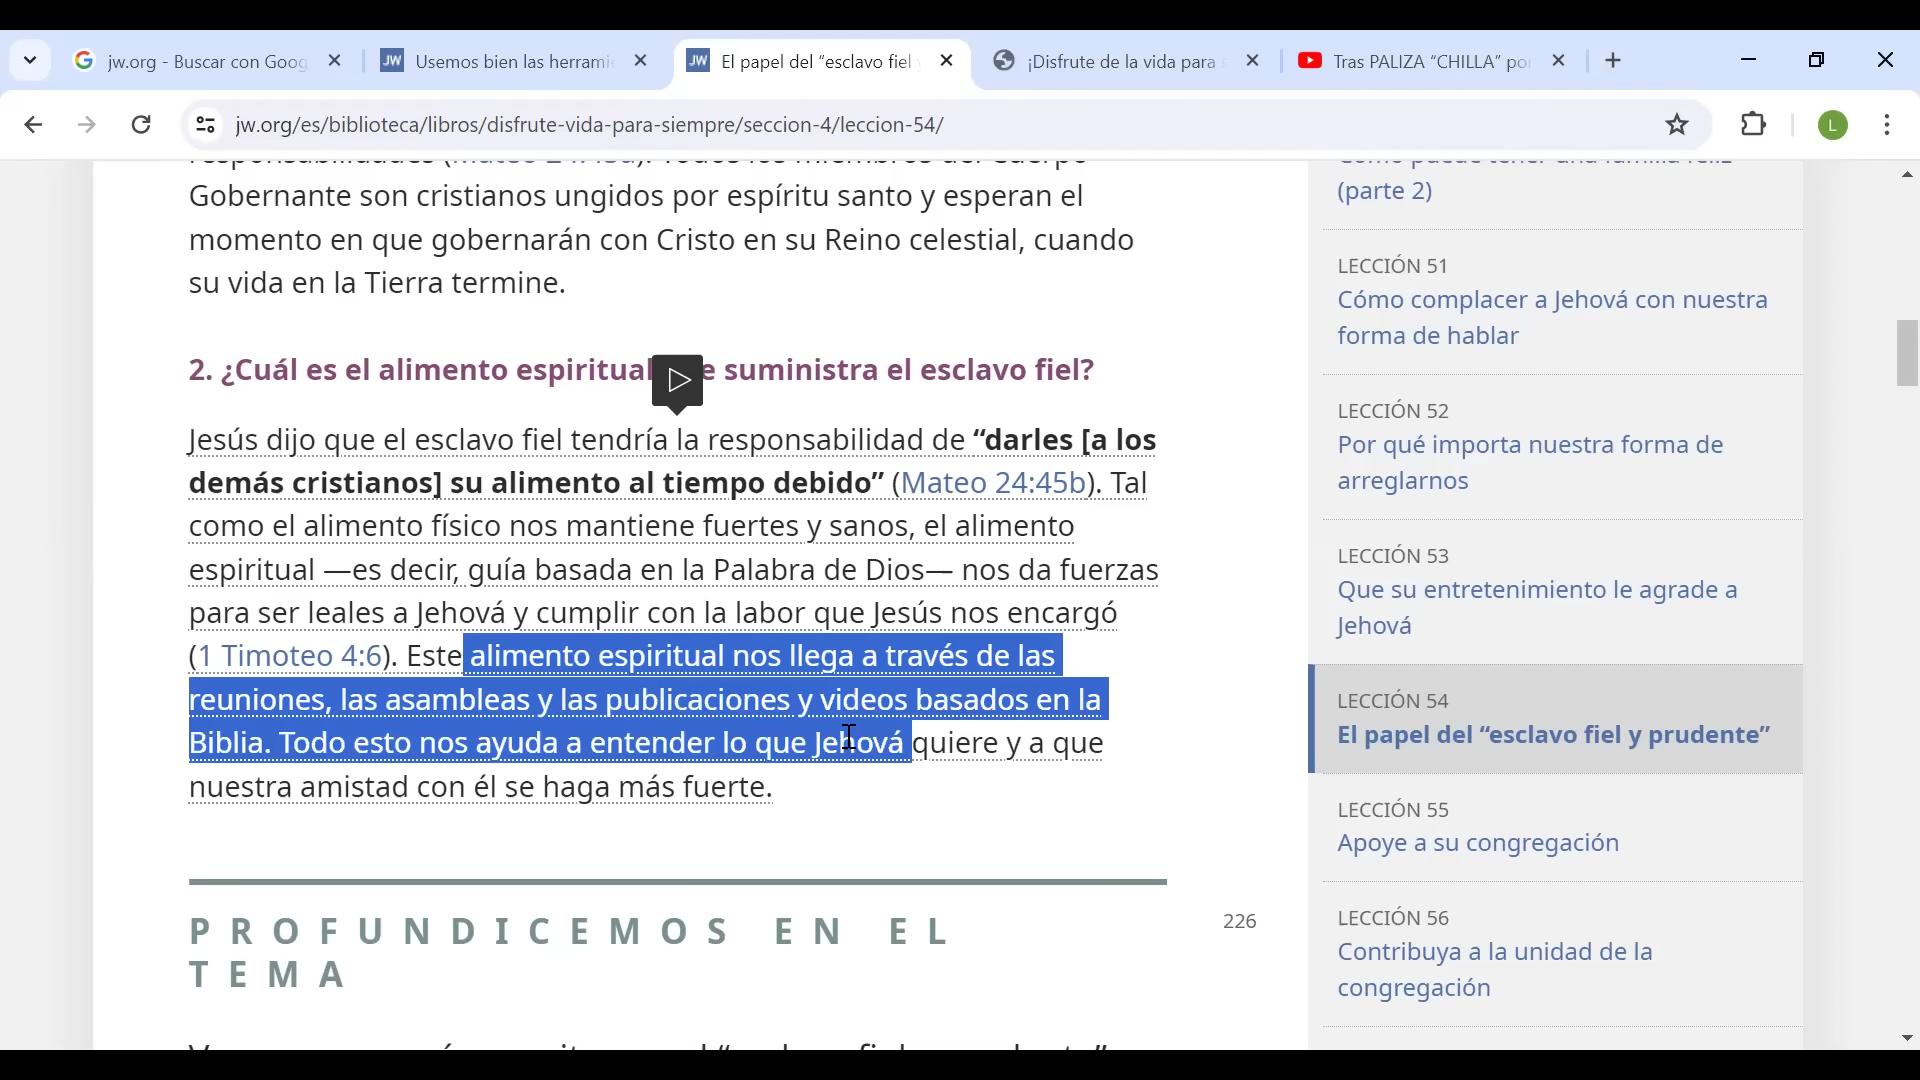 jw.org - Buscar con Goog
Usemos bien las herrami
El papel del “esclavo fiel y
¡Disfrute de la vida para s
Tras PALIZA “CHILLA” po
jw.org/es/biblioteca/libros/disfrute-vida-para-siempre/seccion-4/leccion-54/
L
Gobernante son cristianos ungidos por espíritu santo y esperan el
momento en que gobernarán con Cristo en su Reino celestial, cuando
su vida en la Tierra termine.
2. ¿Cuál es el alimento espiritual suministra el esclavo fiel?
Jesús dijo que el esclavo fiel tendría la responsabilidad de “darles [a los
demás cristianos] su alimento al tiempo debido” (Mateo 24:45b). Tal
como el alimento físico nos mantiene fuertes y sanos, el alimento
espiritual —es decir, guía basada en la Palabra de Dios— nos da fuerzas
para ser leales a Jehová y cumplir con la labor que Jesús nos encargó
(1 Timoteo 4:6). Este alimento espiritual nos llega a través de las
reuniones, las asambleas y las publicaciones y videos basados en la
Biblia. Todo esto nos ayuda a entender lo que Jehová quiere y a que
nuestra amistad con él se haga más fuerte.
PROFUNDICEMOS EN EL
TEMA
226
(parte 2)
LECCIÓN 51
Cómo complacer a Jehová con nuestra
forma de hablar
LECCIÓN 52
Por qué importa nuestra forma de
arreglarnos
LECCIÓN 53
Que su entretenimiento le agrade a
Jehová
LECCIÓN 54
El papel del “esclavo fiel y prudente”
LECCIÓN 55
Apoye a su congregación
LECCIÓN 56
Contribuya a la unidad de la
congregación